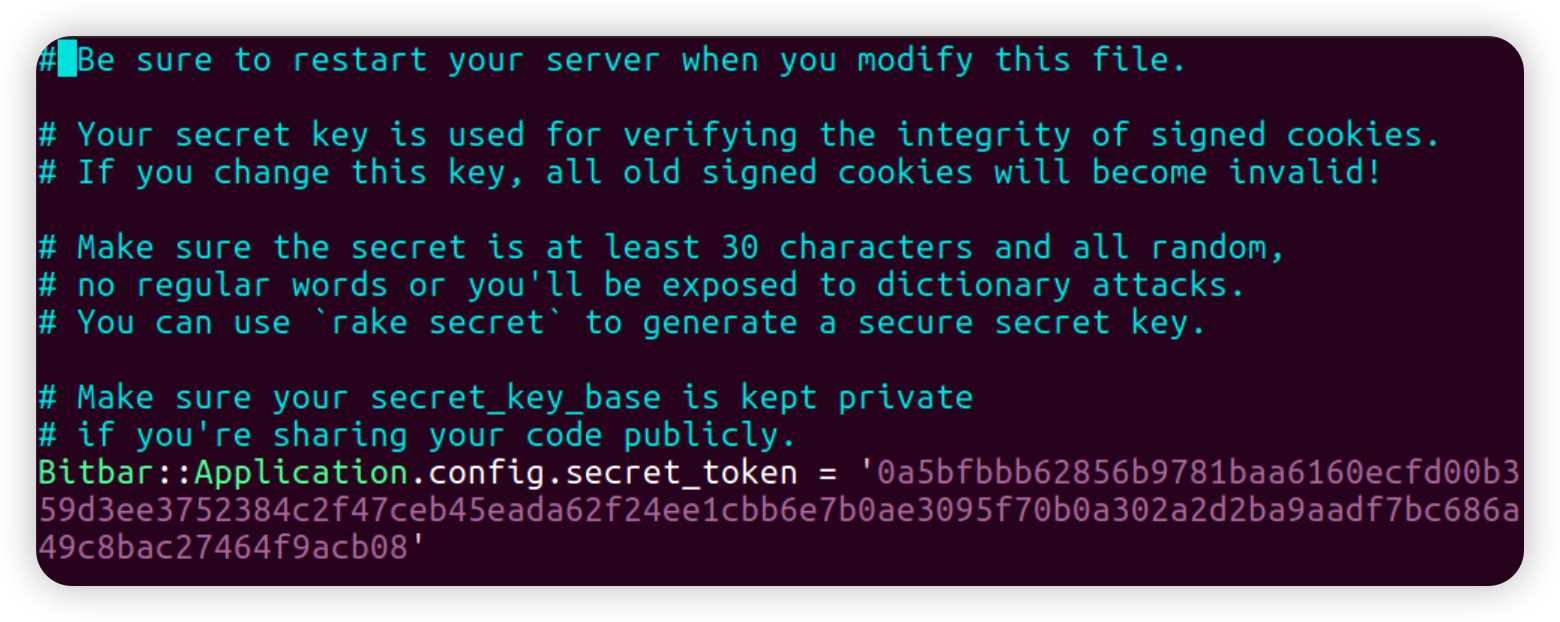 # Be sure to restart your server when you modify this file.
# Your secret key is used for verifying the integrity of signed cookies.
# If you change this key, all old signed cookies will become invalid!
# Make sure the secret is at least 30 characters and all random,
# no regular words or you'll be exposed to dictionary attacks.
# You can use `rake secret` to generate a secure secret key.
# Make sure your secret_key_base is kept private
# if you're sharing your code publicly.
Bitbar::Application.config.secret_token = '0a5bfbbb62856b9781baa6160ecfd00b3
59d3ee3752384c2f47ceb45eada62f24ee1cbb6e7b0ae3095f70b0a302a2d2ba9aadf7bc686a
49c8bac27464f9acb08'